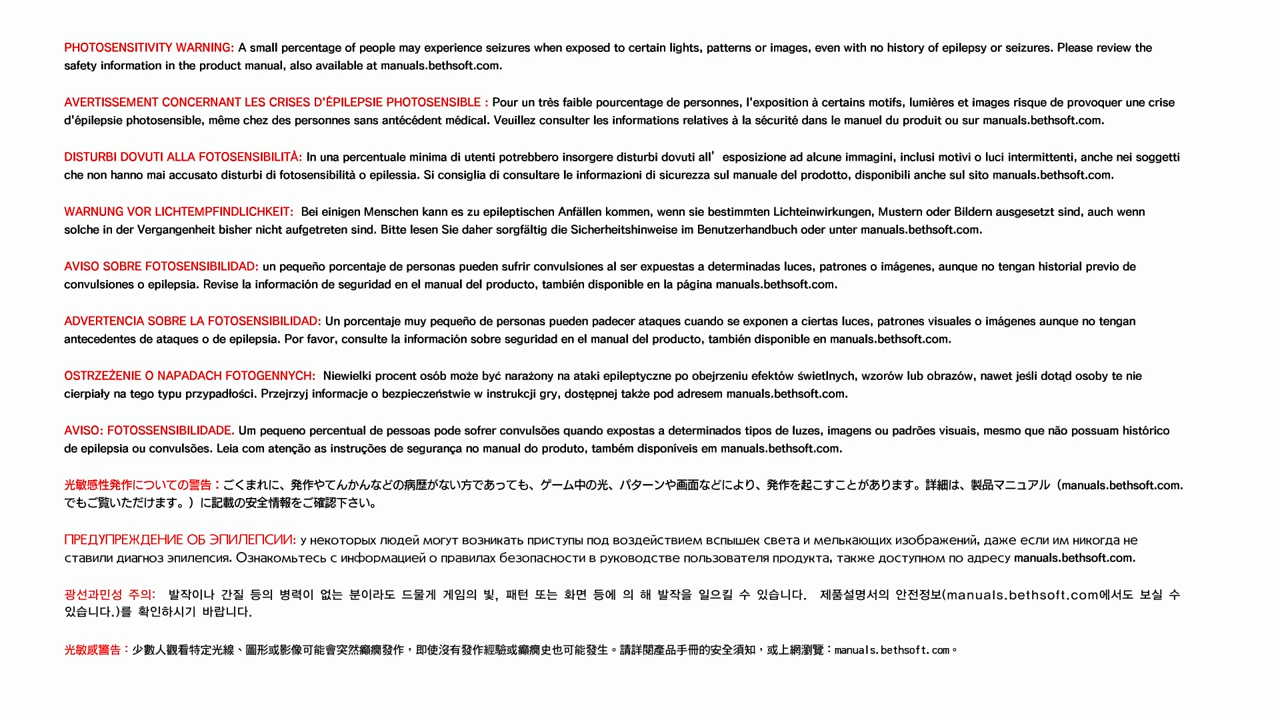 PHOTOSENSITIVITY WARNING: A small percentage of people may experience seizures when exposed to certain lights, patterns or images, even with no history of epilepsy or seizures. Please review the
safety information in the product manual, also available at manuals.bethsoft.com.
AVERTISSEMENT CONCERNANT LES CRISES D'ÉPILEPSIE PHOTOSENSIBLE : Pour un très faible pourcentage de personnes, l'exposition à certains motifs, lumières et images risque de provoquer une crise
d'épilepsie photosensible, même chez des personnes sans antécédent médical. Veuillez consulter les informations relatives à la sécurité dans le manuel du produit ou sur manuals.bethsoft.com.
DISTURBI DOVUTI ALLA FOTOSENSIBILITÀ: In una percentuale minima di utenti potrebbero insorgere disturbi dovuti all’ esposizione ad alcune immagini, inclusi motivi o luci intermittenti, anche nei soggetti
che non hanno mai accusato disturbi di fotosensibilità o epilessia. Si consiglia di consultare le informazioni di sicurezza sul manuale del prodotto, disponibili anche sul sito manuals.bethsoft.com.
WARNUNG VOR LICHTEMPFINDLICHKEIT: Bei einigen Menschen kann es zu epileptischen Anfällen kommen, wenn sie bestimmten Lichteinwirkungen, Mustern oder Bildern ausgesetzt sind, auch wenn
solche in der Vergangenheit bisher nicht aufgetreten sind. Bitte lesen Sie daher sorgfältig die Sicherheitshinweise im Benutzerhandbuch oder unter manuals.bethsoft.com.
AVISO SOBRE FOTOSENSIBILIDAD: un pequeño porcentaje de personas pueden sufrir convulsiones al ser expuestas a determinadas luces, patrones o imágenes, aunque no tengan historial previo de
convulsiones o epilepsia. Revise la información de seguridad en el manual del producto, también disponible en la página manuals.bethsoft.com.
ADVERTENCIA SOBRE LA FOTOSENSIBILIDAD: Un porcentaje muy pequeño de personas pueden padecer ataques cuando se exponen a ciertas luces, patrones visuales o imágenes aunque no tengan
antecedentes de ataques o de epilepsia. Por favor, consulte la información sobre seguridad en el manual del producto, también disponible en manuals.bethsoft.com.
OSTRZEŻENIE O NAPADACH FOTOGENNYCH: Niewielki procent osób może być narażony na ataki epileptyczne po obejrzeniu efektów świetlnych, wzorów lub obrazów, nawet jeśli dotąd osoby te nie
cierpiały na tego typu przypadłości. Przejrzyj informacje o bezpieczeństwie w instrukcji gry, dostępnej także pod adresem manuals.bethsoft.com.
AVISO: FOTOSSENSIBILIDADE. Um pequeno percentual de pessoas pode sofrer convulsões quando expostas a determinados tipos de luzes, imagens ou padrões visuais, mesmo que não possuam histórico
de epilepsia ou convulsões. Leia com atenção as instruções de segurança no manual do produto, também disponíveis em manuals.bethsoft.com.
光敏感性発作についての警告：ごくまれに、発作やてんかんなどの病歴がない方であっても、ゲーム中の光、パターンや画面などにより、発作を起こすことがあります。詳細は、製品マニュアル（manuals.bethsoft.com.
でもご覧いただけます。）に記載の安全情報をご確認下さい。
ПРЕДУПРЕЖДЕНИЕ ОБ ЭПИЛЕПСИИ: у некоторых людей могут возникать приступы под воздействием вспышек света и мелькающих изображений, даже если им никогда не
ставили диагноз эпилепсия. Ознакомьтесь с информацией о правилах безопасности в руководстве пользователя продукта, также доступном по адресу manuals.bethsoft.com.
광선과민성 주의: 발작이나 간질 등의 병력이 없는 분이라도 드물게 게임의 빛, 패턴 또는 화면 등에 의 해 발작을 일으킬 수 있습니다. 제품설명서의 안전정보(manuals.bethsoft.com에서도 보실 수
있습니다.)를 확인하시기 바랍니다.
光敏感警告：少數人觀看特定光線、圖形或影像可能會突然癲癇發作，即使沒有發作經驗或癲癇史也可能發生。請詳閱產品手冊的安全須知，或上網瀏覽：manuals.bethsoft.com。